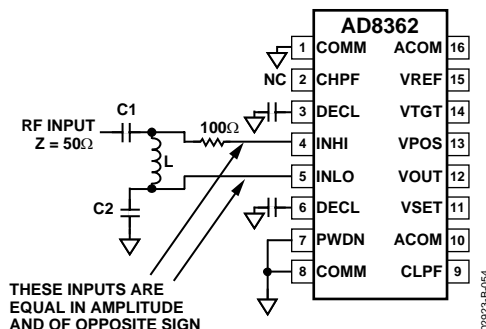 AD8362
1 COMM ACOM 16
NC 2 CHPF VREF 15
3 DECL VTGT 14
4 INHI VPOS 13
5 INLO VOUT 12
6 DECL VSET 11
7 PWDN ACOM 10
8 COMM CLPF 9
C1
RF INPUT
Z = 50Ω
100Ω
L
C2
THESE INPUTS ARE
EQUAL IN AMPLITUDE
AND OF OPPOSITE SIGN
02923-B-054